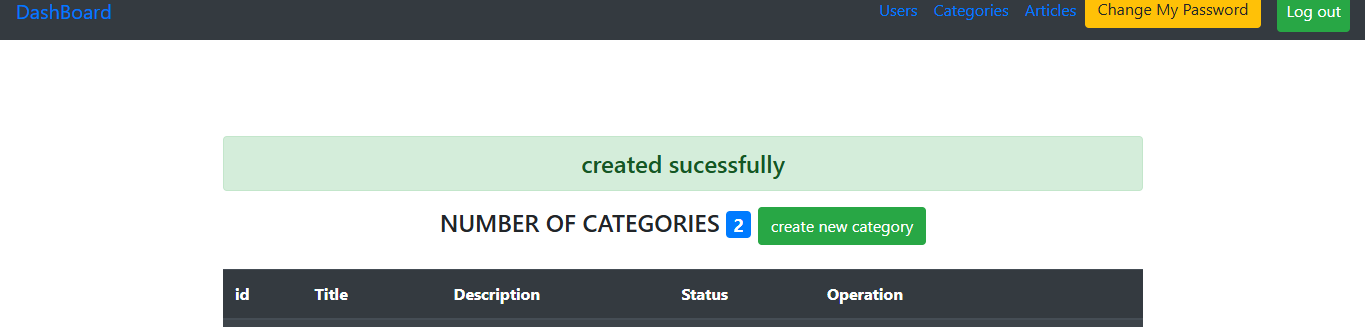 DashBoard Users Categories Articles Change My Password Log out
created sucessfully
NUMBER OF CATEGORIES 2 create new category
id Title Description Status Operation